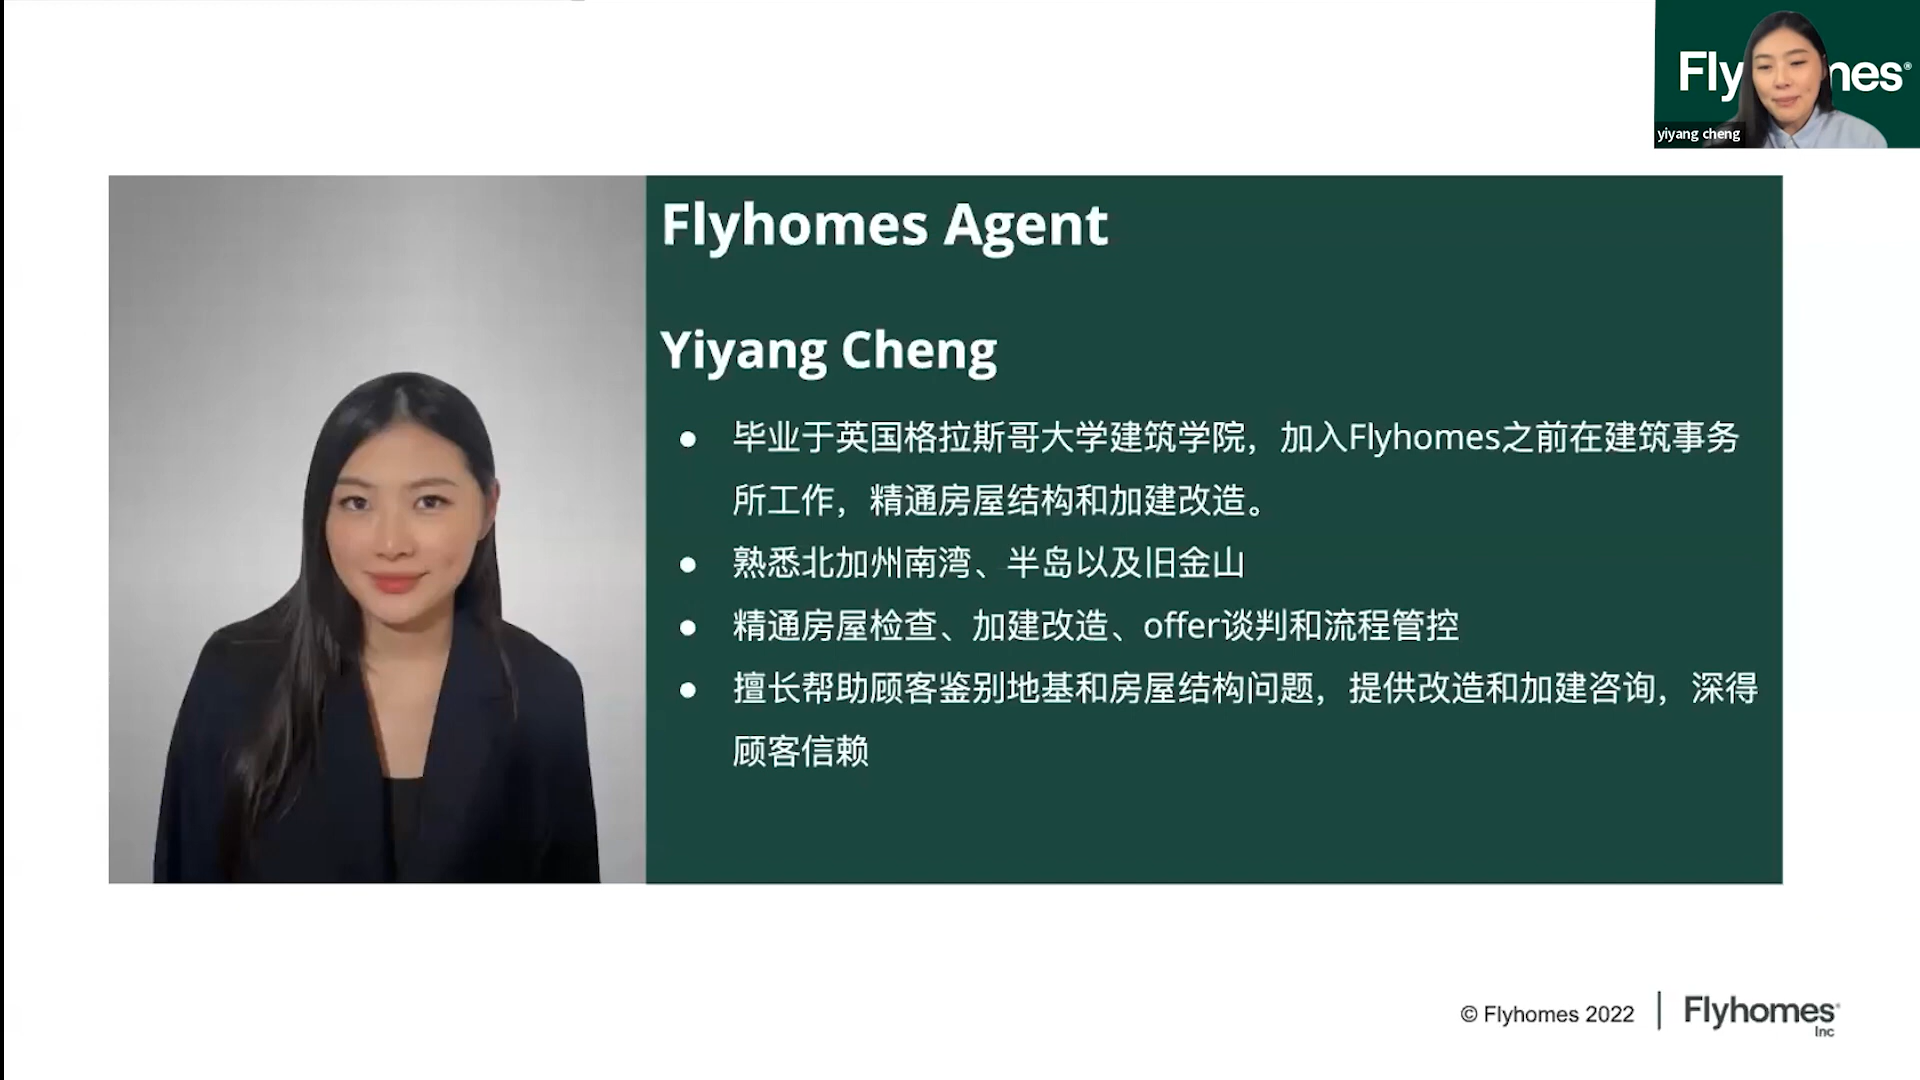 Fly mes®
yiyang cheng
Flyhomes Agent
Yiyang Cheng
● 毕业于英国格拉斯哥大学建筑学院，加入Flyhomes之前在建筑事务
所工作，精通房屋结构和加建改造。
● 熟悉北加州南湾、半岛以及旧金山
● 精通房屋检查、加建改造、offer谈判和流程管控
● 擅长帮助顾客鉴别地基和房屋结构问题，提供改造和加建咨询，深得
顾客信赖
© Flyhomes 2022
Flyhomes
Inc